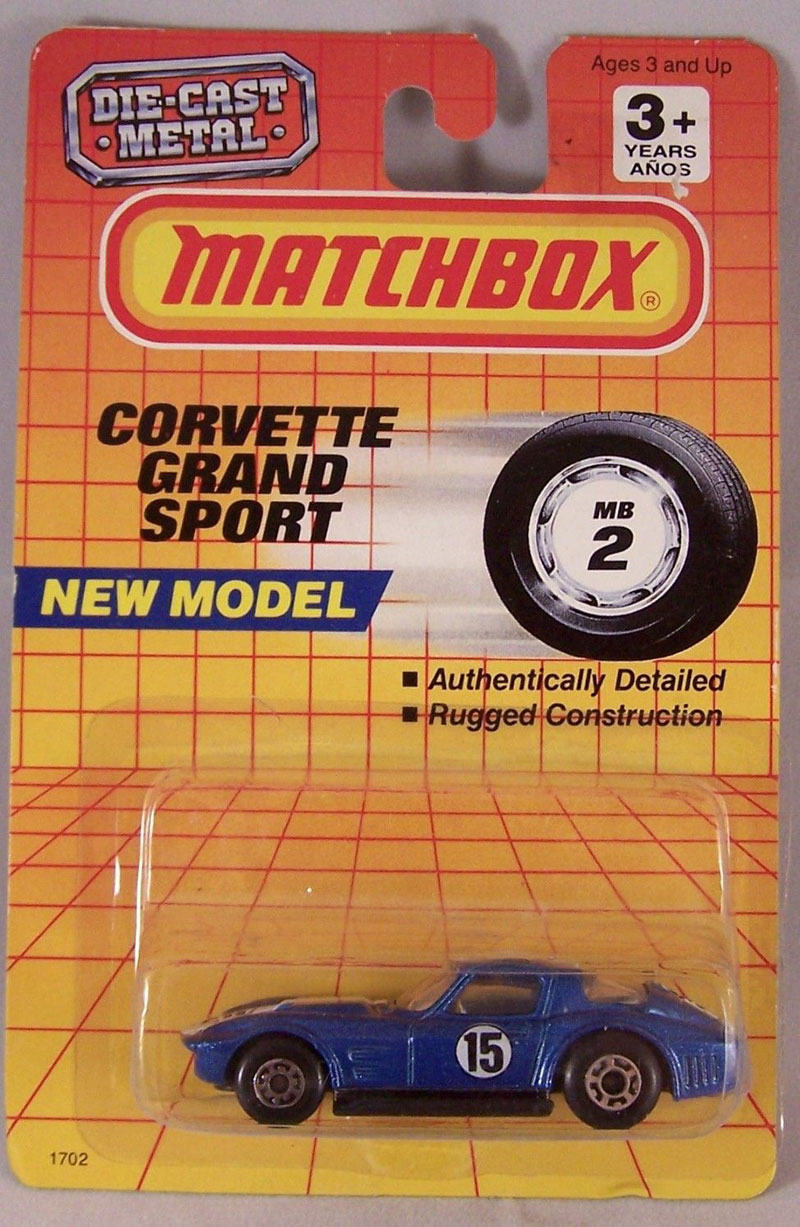 DIE-CAST
• METAL •
Ages 3 and Up
3+
YEARS
AÑOS
MATCHBOX®
CORVETTE
GRAND
SPORT
MB
2
NEW MODEL
■ Authentically Detailed
■ Rugged Construction
15
1702